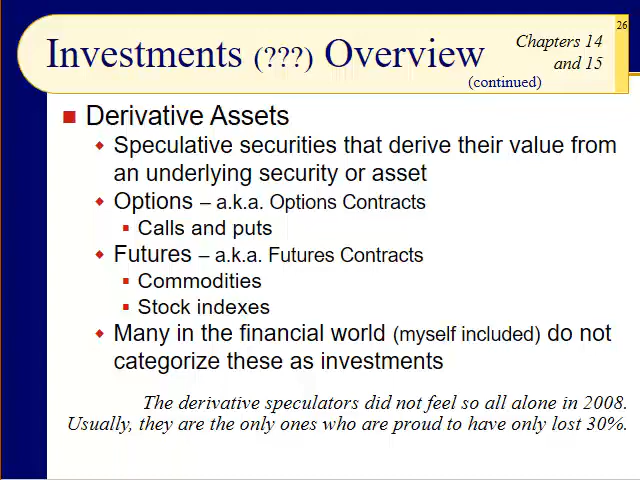 26
Investments (???) Overview
Chapters 14
and 15
(continued)
Derivative Assets
Speculative securities that derive their value from
an underlying security or asset
Options – a.k.a. Options Contracts
Calls and puts
Futures – a.k.a. Futures Contracts
Commodities
Stock indexes
Many in the financial world (myself included) do not
categorize these as investments
The derivative speculators did not feel so all alone in 2008.
Usually, they are the only ones who are proud to have only lost 30%.